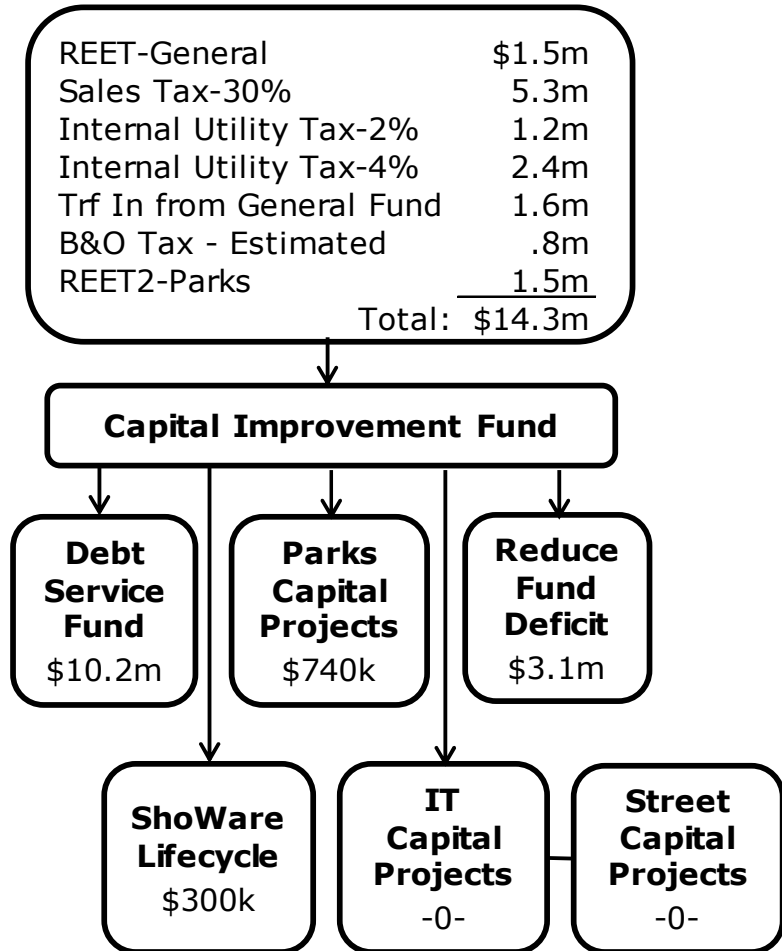 REET-General $1.5m
Sales Tax-30% 5.3m
Internal Utility Tax-2% 1.2m
Internal Utility Tax-4% 2.4m
Trf In from General Fund 1.6m
B&O Tax - Estimated .8m
REET2-Parks 1.5m
Total: $14.3m
Capital Improvement Fund
Debt
Service
Fund
$10.2m
Parks
Capital
Projects
$740k
Reduce
Fund
Deficit
$3.1m
ShoWare
Lifecycle
$300k
IT
Capital
Projects
-0-
Street
Capital
Projects
-0-